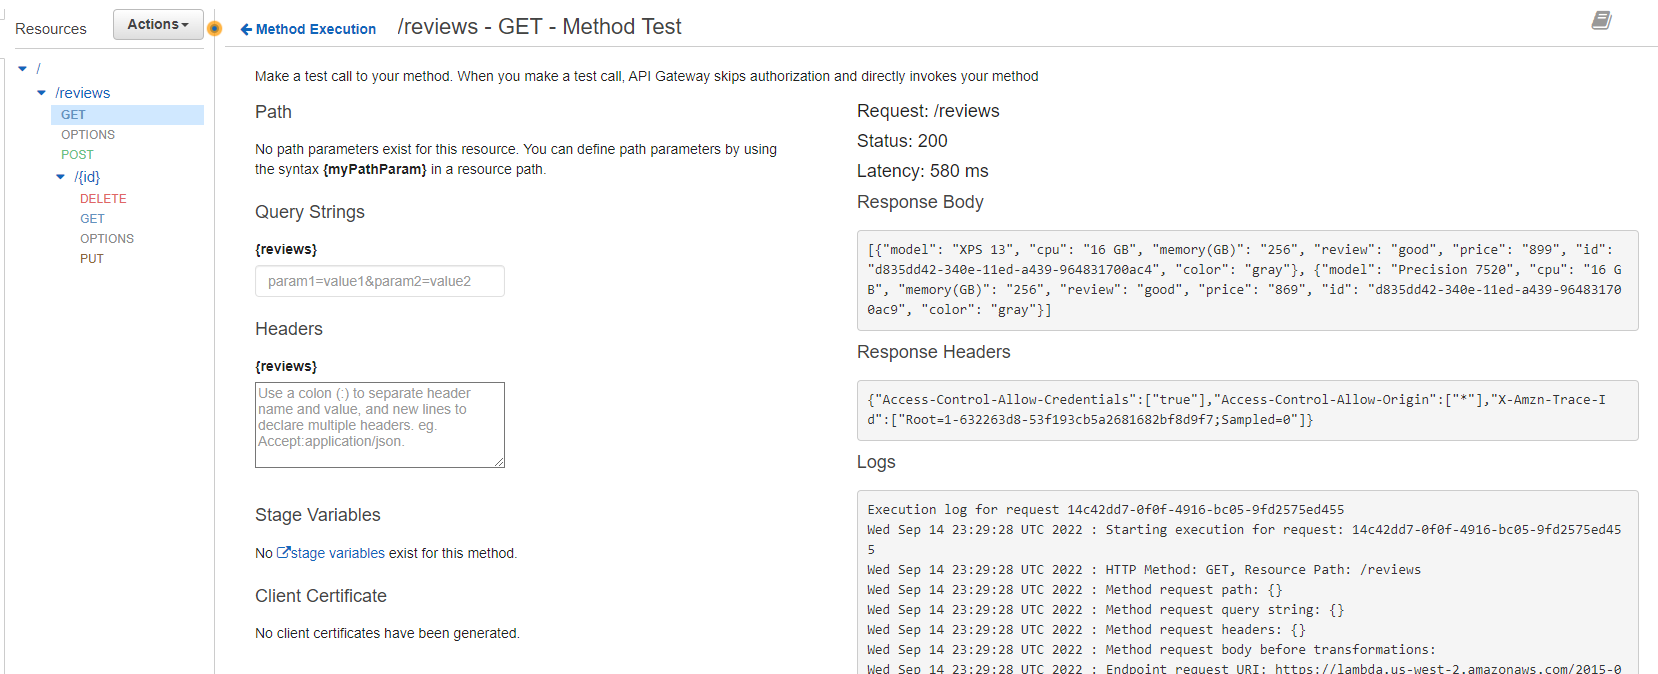 Resources
Actions
Method Execution
/reviews - GET - Method Test
/
/reviews
GET
OPTIONS
POST
/{id}
DELETE
GET
OPTIONS
PUT
Make a test call to your method. When you make a test call, API Gateway skips authorization and directly invokes your method
Path
No path parameters exist for this resource. You can define path parameters by using
the syntax {myPathParam} in a resource path.
Query Strings
{reviews}
param1=value1&param2=value2
Headers
{reviews}
Use a colon (:) to separate header
name and value, and new lines to
declare multiple headers. eg.
Accept:application/json.
Stage Variables
No stage variables exist for this method.
Client Certificate
No client certificates have been generated.
Request: /reviews
Status: 200
Latency: 580 ms
Response Body
[{"model": "XPS 13", "cpu": "16 GB", "memory(GB)": "256", "review": "good", "price": "899", "id":
"d835dd42-340e-11ed-a439-964831700ac4", "color": "gray"}, {"model": "Precision 7520", "cpu": "16 G
B", "memory(GB)": "256", "review": "good", "price": "869", "id": "d835dd42-340e-11ed-a439-96483170
0ac9", "color": "gray"}]
Response Headers
{"Access-Control-Allow-Credentials":["true"],"Access-Control-Allow-Origin":["*"],"X-Amzn-Trace-I
d":["Root=1-632263d8-53f193cb5a2681682bf8d9f7;Sampled=0"]}
Logs
Execution log for request 14c42dd7-0f0f-4916-bc05-9fd2575ed455
Wed Sep 14 23:29:28 UTC 2022 : Starting execution for request: 14c42dd7-0f0f-4916-bc05-9fd2575ed45
5
Wed Sep 14 23:29:28 UTC 2022 : HTTP Method: GET, Resource Path: /reviews
Wed Sep 14 23:29:28 UTC 2022 : Method request path: {}
Wed Sep 14 23:29:28 UTC 2022 : Method request query string: {}
Wed Sep 14 23:29:28 UTC 2022 : Method request headers: {}
Wed Sep 14 23:29:28 UTC 2022 : Method request body before transformations:
Wed Sep 14 23:29:28 UTC 2022 : Endpoint request URI: https://lambda.us-west-2.amazonaws.com/2015-0